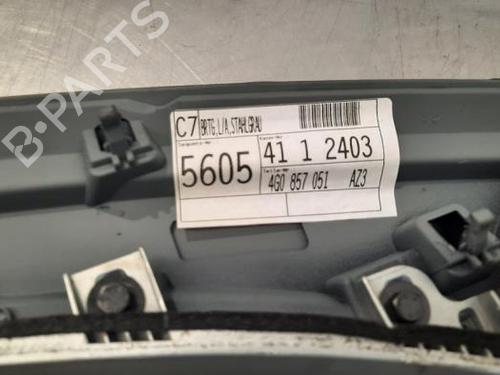 C7 BRTG,L/A,STAHLGRAU
5605 41 1 2403
4G0 857 051 AZ3
B-PARTS